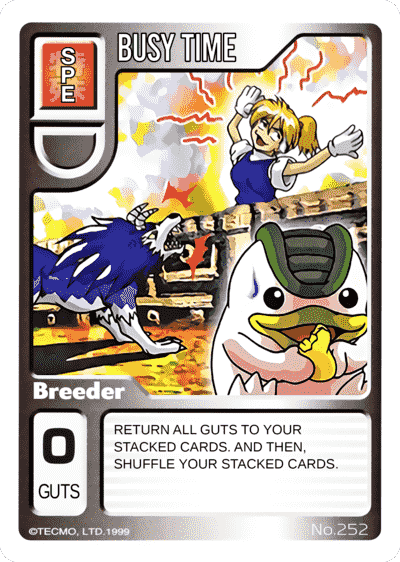 SPE
BUSY TIME
Breeder
0
GUTS
RETURN ALL GUTS TO YOUR
STACKED CARDS. AND THEN,
SHUFFLE YOUR STACKED CARDS.
©TECMO, LTD.1999
No.252